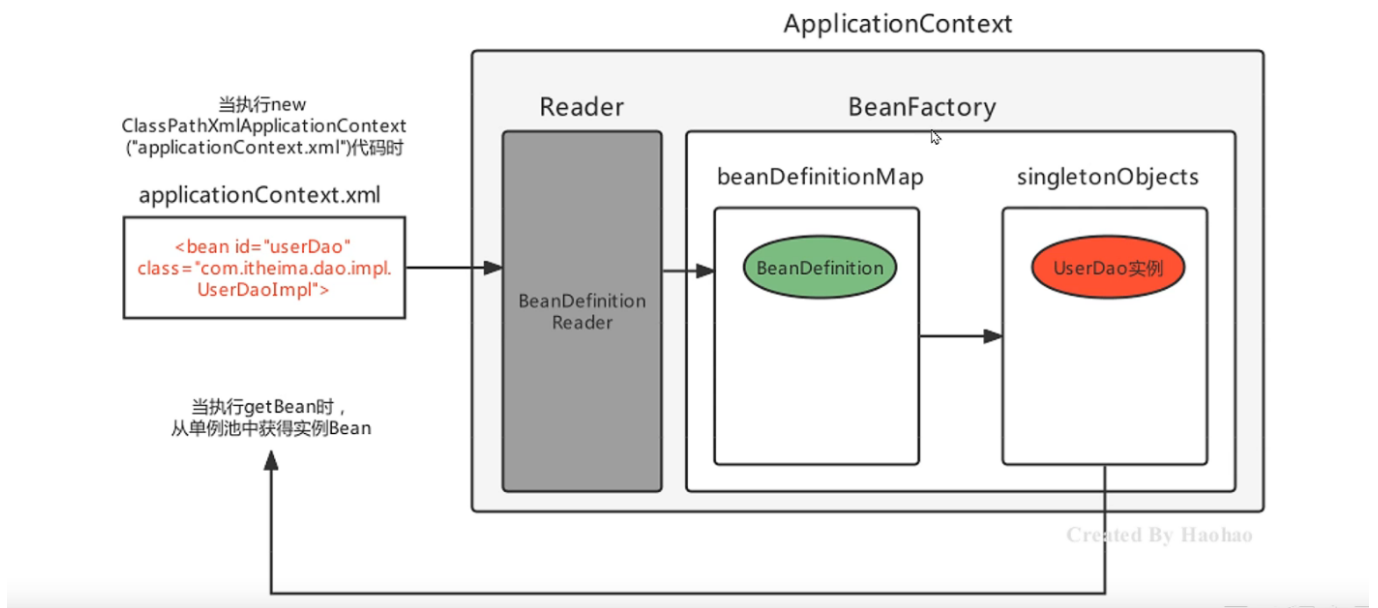 ApplicationContext
当执行new
ClassPathXmlApplicationContext
("applicationContext.xml")代码时
applicationContext.xml
<bean id="userDao"
class="com.itheima.dao.impl.
UserDaoImpl">
Reader
BeanDefinition
Reader
BeanFactory
beanDefinitionMap
BeanDefinition
singletonObjects
UserDao实例
当执行getBean时，
从单例池中获得实例Bean
Created By Haohao